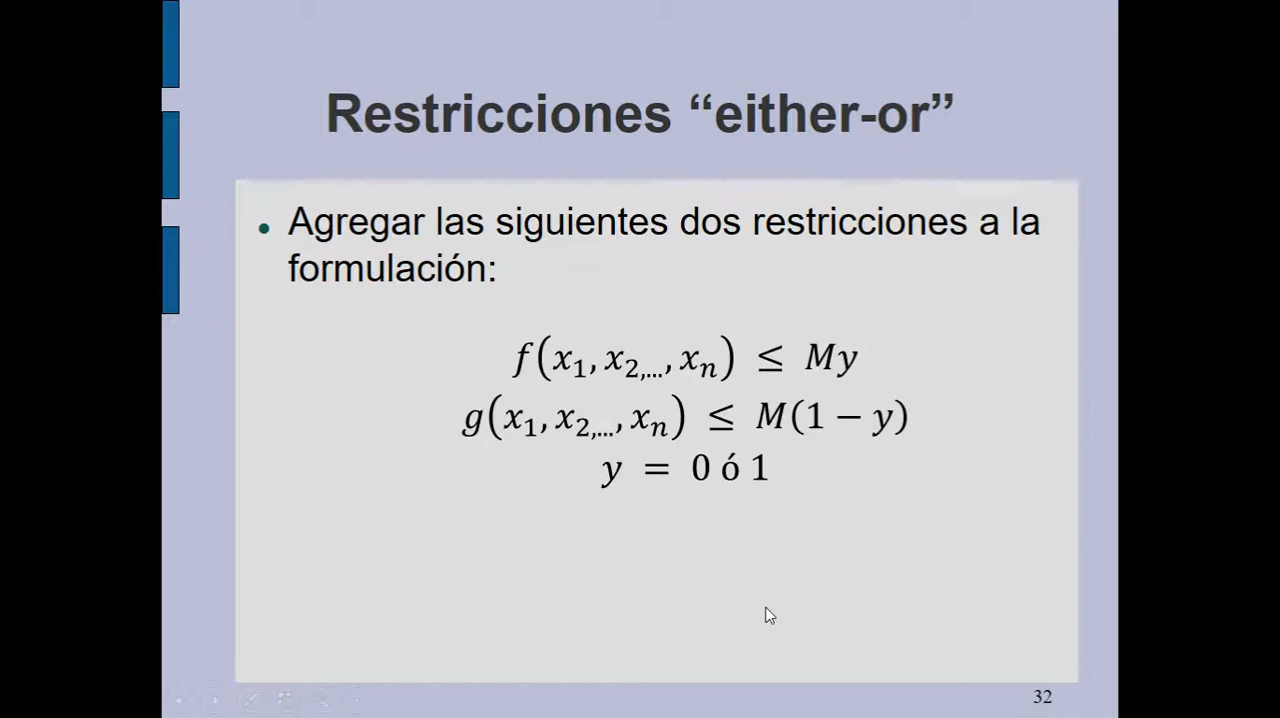 Restricciones “either-or”
• Agregar las siguientes dos restricciones a la
formulación:
f(x₁, x₂,..., xₙ) ≤ My
g(x₁, x₂,..., xₙ) ≤ M(1 − y)
y = 0 ó 1
32